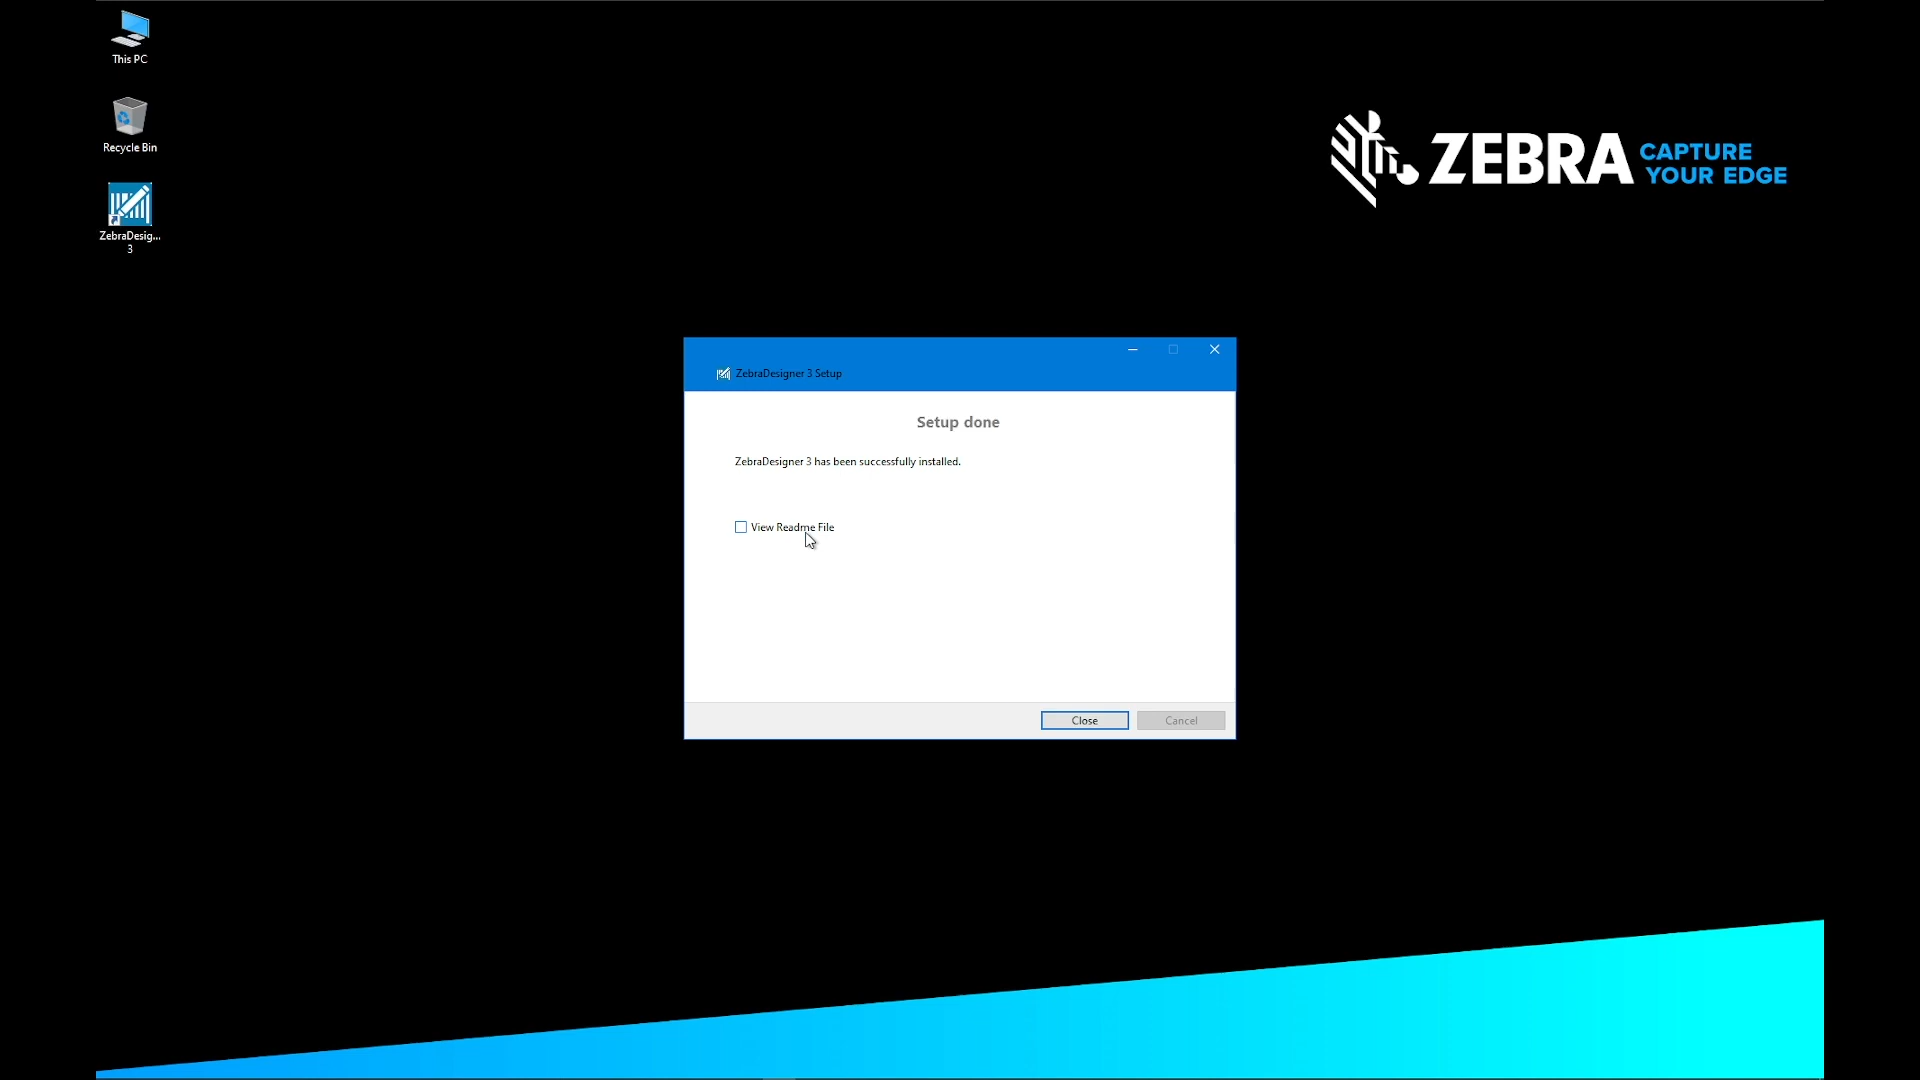 This PC
Recycle Bin
ZebraDesig...
3
ZEBRA
CAPTURE
YOUR EDGE
ZebraDesigner 3 Setup
Setup done
ZebraDesigner 3 has been successfully installed.
View Readme File
Close
Cancel